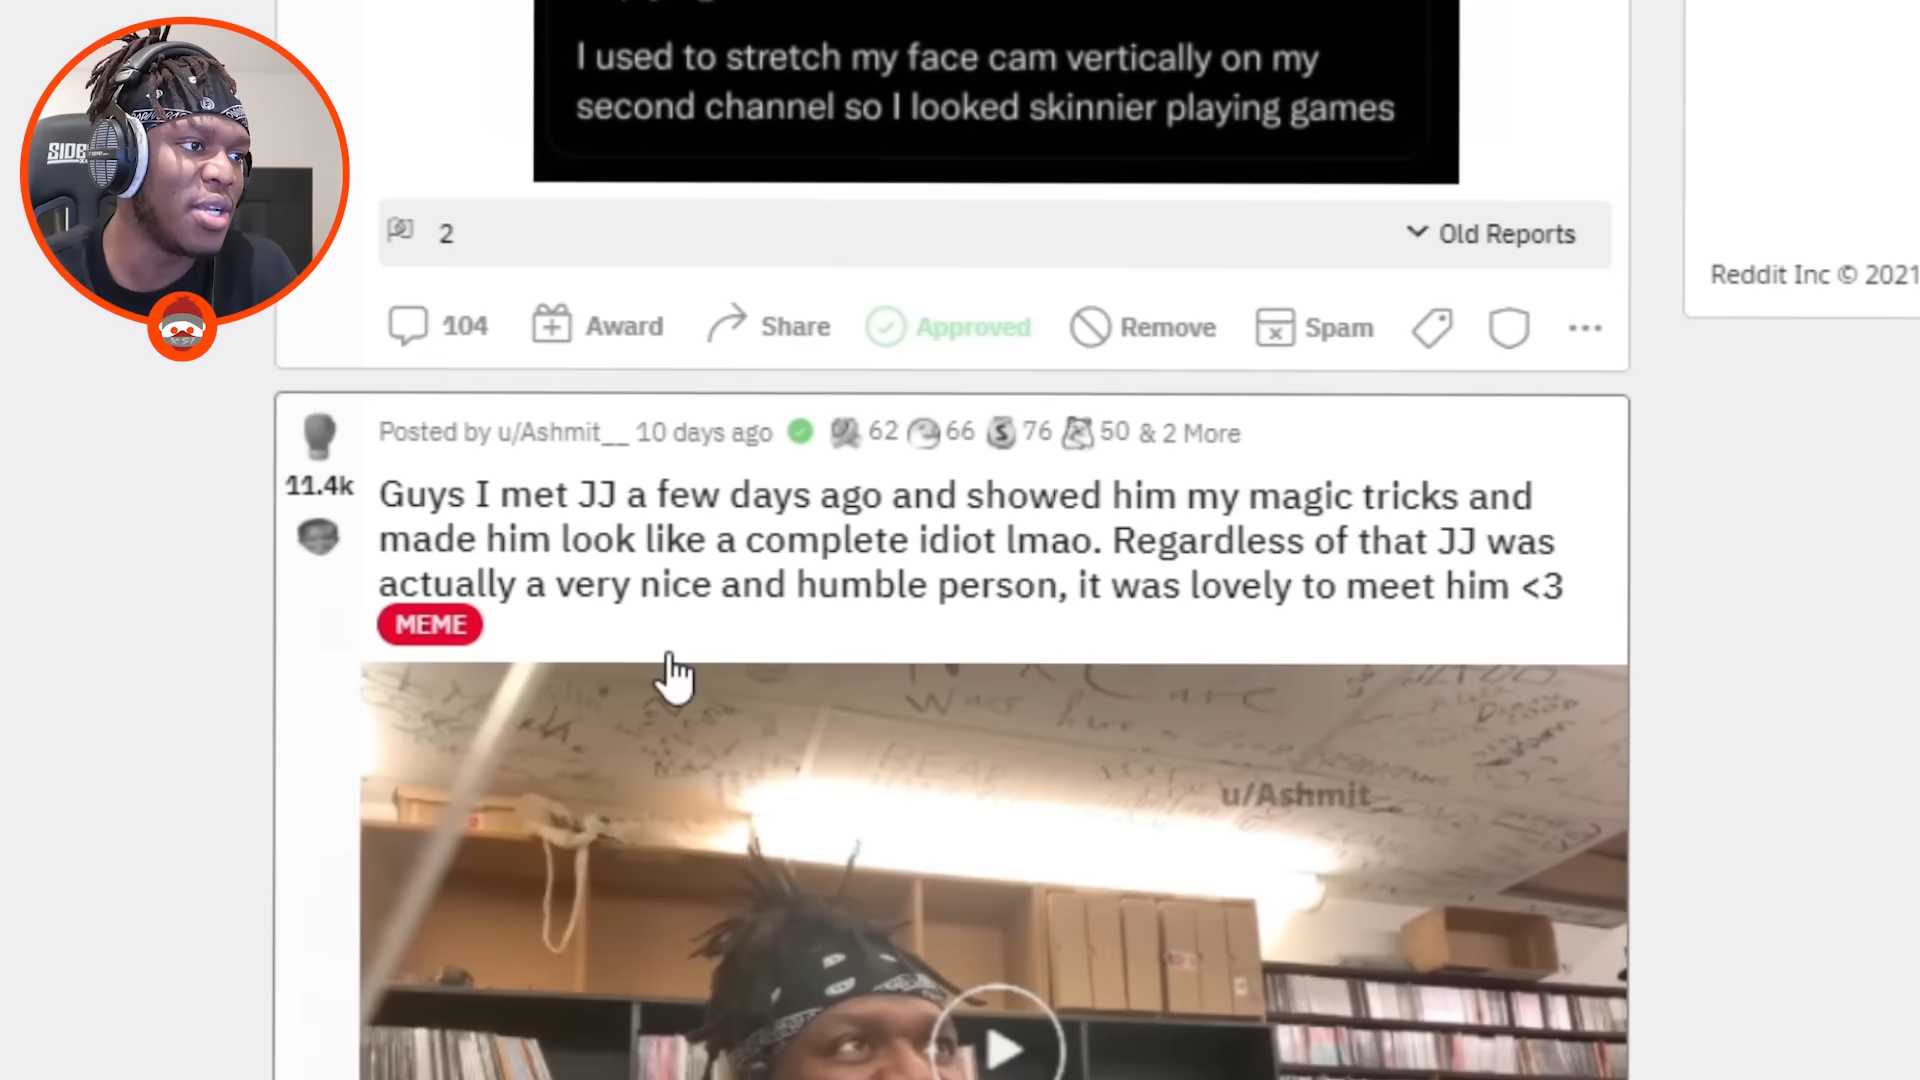 I used to stretch my face cam vertically on my
second channel so I looked skinnier playing games
SIDE
2
Old Reports
104 Award Share Approved Remove Spam
Reddit Inc © 2021
Posted by u/Ashmit__ 10 days ago 62 66 76 50 & 2 More
11.4k
Guys I met JJ a few days ago and showed him my magic tricks and
made him look like a complete idiot lmao. Regardless of that JJ was
actually a very nice and humble person, it was lovely to meet him <3
MEME
Was here
u/Ashmit__